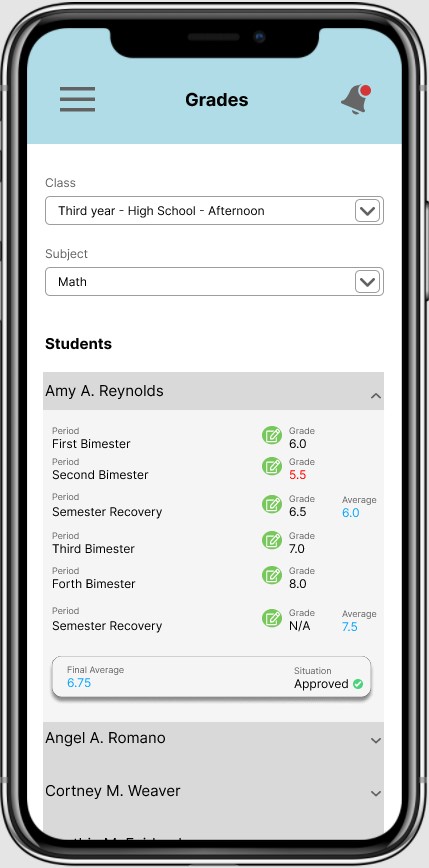 Grades
Class
Third year - High School - Afternoon
Subject
Math
Students
Amy A. Reynolds
Period Grade
First Bimester 6.0
Period Grade
Second Bimester 5.5
Period Grade Average
Semester Recovery 6.5 6.0
Period Grade
Third Bimester 7.0
Period Grade
Forth Bimester 8.0
Period Grade Average
Semester Recovery N/A 7.5
Final Average Situation
6.75 Approved
Angel A. Romano
Cortney M. Weaver